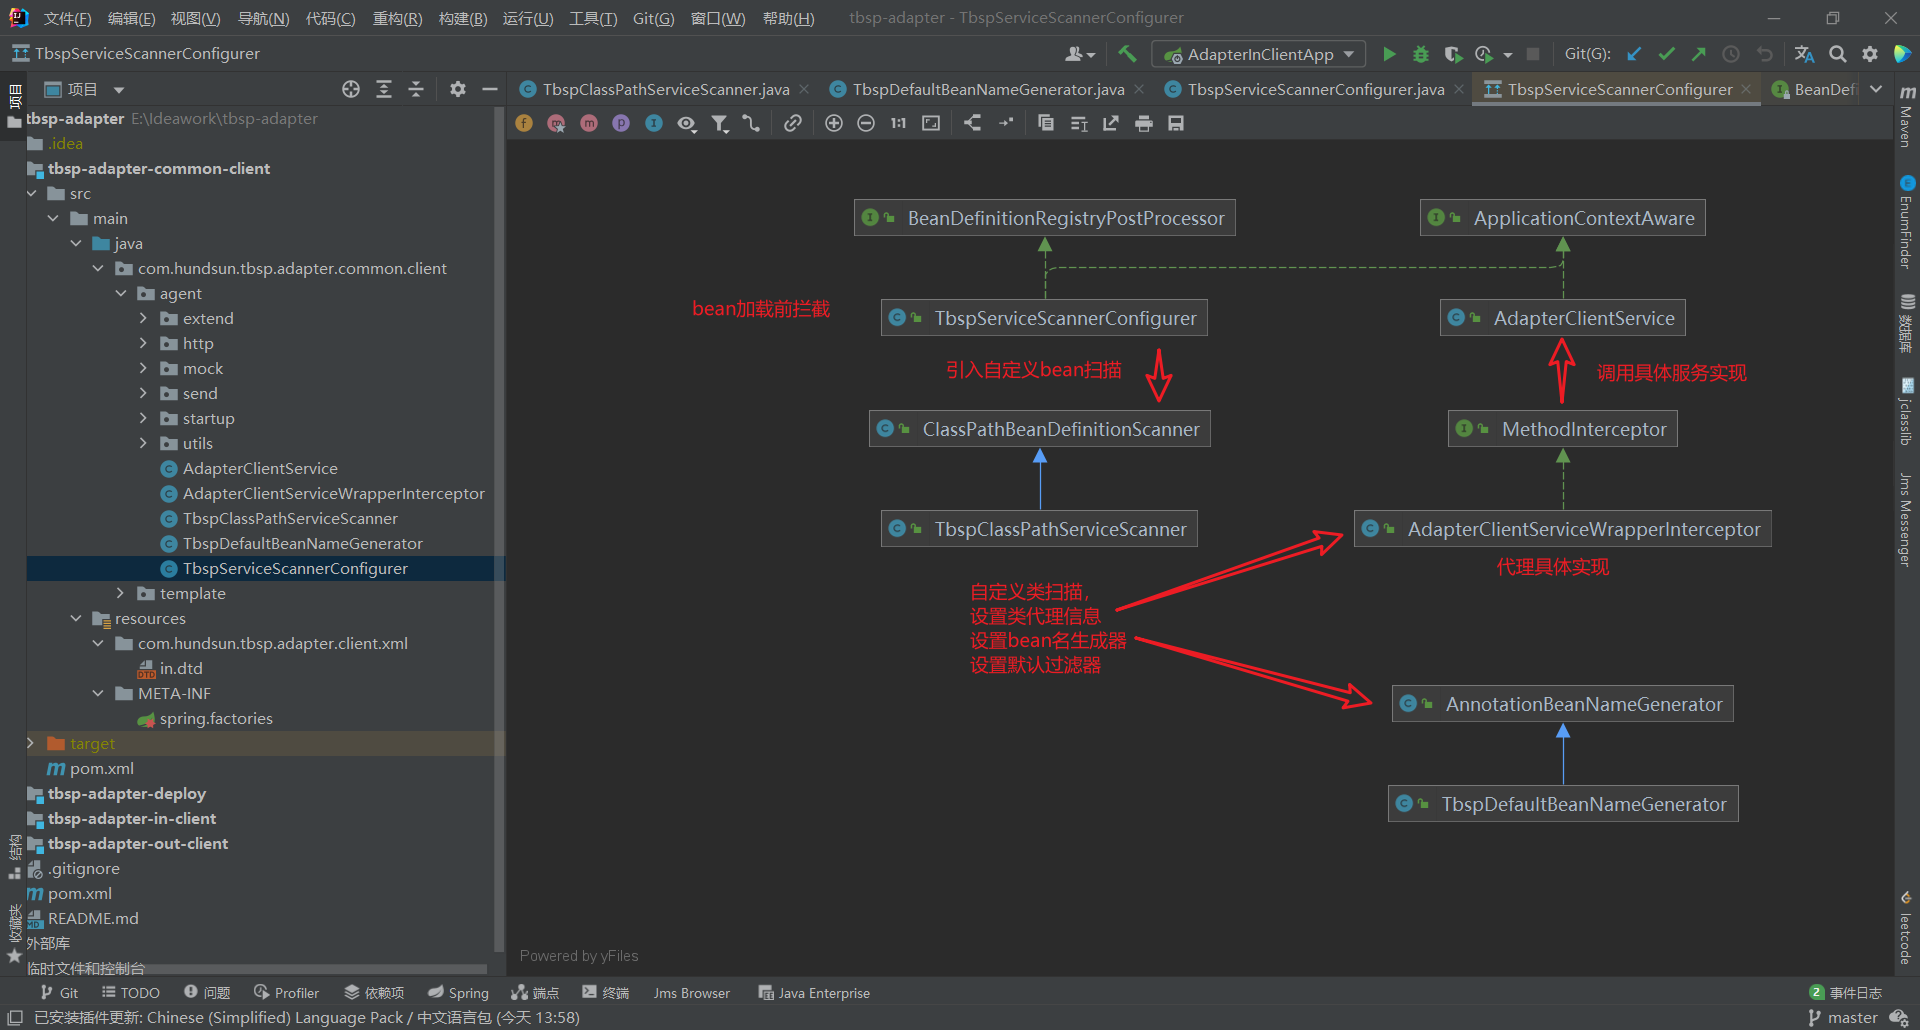 文件(F) 编辑(E) 视图(V) 导航(N) 代码(C) 重构(R) 构建(B) 运行(U) 工具(T) Git(G) 窗口(W) 帮助(H) tbsp-adapter - TbspServiceScannerConfigurer
TbspServiceScannerConfigurer AdapterInClientApp Git(G):
项目
TbspClassPathServiceScanner.java TbspDefaultBeanNameGenerator.java TbspServiceScannerConfigurer.java TbspServiceScannerConfigurer BeanDefi
1:1
项目
结构
收藏夹
tbsp-adapter E:\Ideawork\tbsp-adapter
.idea
tbsp-adapter-common-client
src
main
java
com.hundsun.tbsp.adapter.common.client
agent
extend
http
mock
send
startup
utils
AdapterClientService
AdapterClientServiceWrapperInterceptor
TbspClassPathServiceScanner
TbspDefaultBeanNameGenerator
TbspServiceScannerConfigurer
template
resources
com.hundsun.tbsp.adapter.client.xml
in.dtd
META-INF
spring.factories
target
pom.xml
tbsp-adapter-deploy
tbsp-adapter-in-client
tbsp-adapter-out-client
.gitignore
pom.xml
README.md
外部库
临时文件和控制台
BeanDefinitionRegistryPostProcessor
ApplicationContextAware
bean加载前拦截
TbspServiceScannerConfigurer
AdapterClientService
引入自定义bean扫描
调用具体服务实现
ClassPathBeanDefinitionScanner
MethodInterceptor
TbspClassPathServiceScanner
AdapterClientServiceWrapperInterceptor
代理具体实现
自定义类扫描，
设置类代理信息
设置bean名生成器
设置默认过滤器
AnnotationBeanNameGenerator
TbspDefaultBeanNameGenerator
Powered by yFiles
Maven
EnumFinder
数据库
jclasslib
Jms Messenger
leetcode
Git TODO 问题 Profiler 依赖项 Spring 端点 终端 Jms Browser Java Enterprise 2 事件日志
已安装插件更新: Chinese (Simplified) Language Pack / 中文语言包 (今天 13:58) master